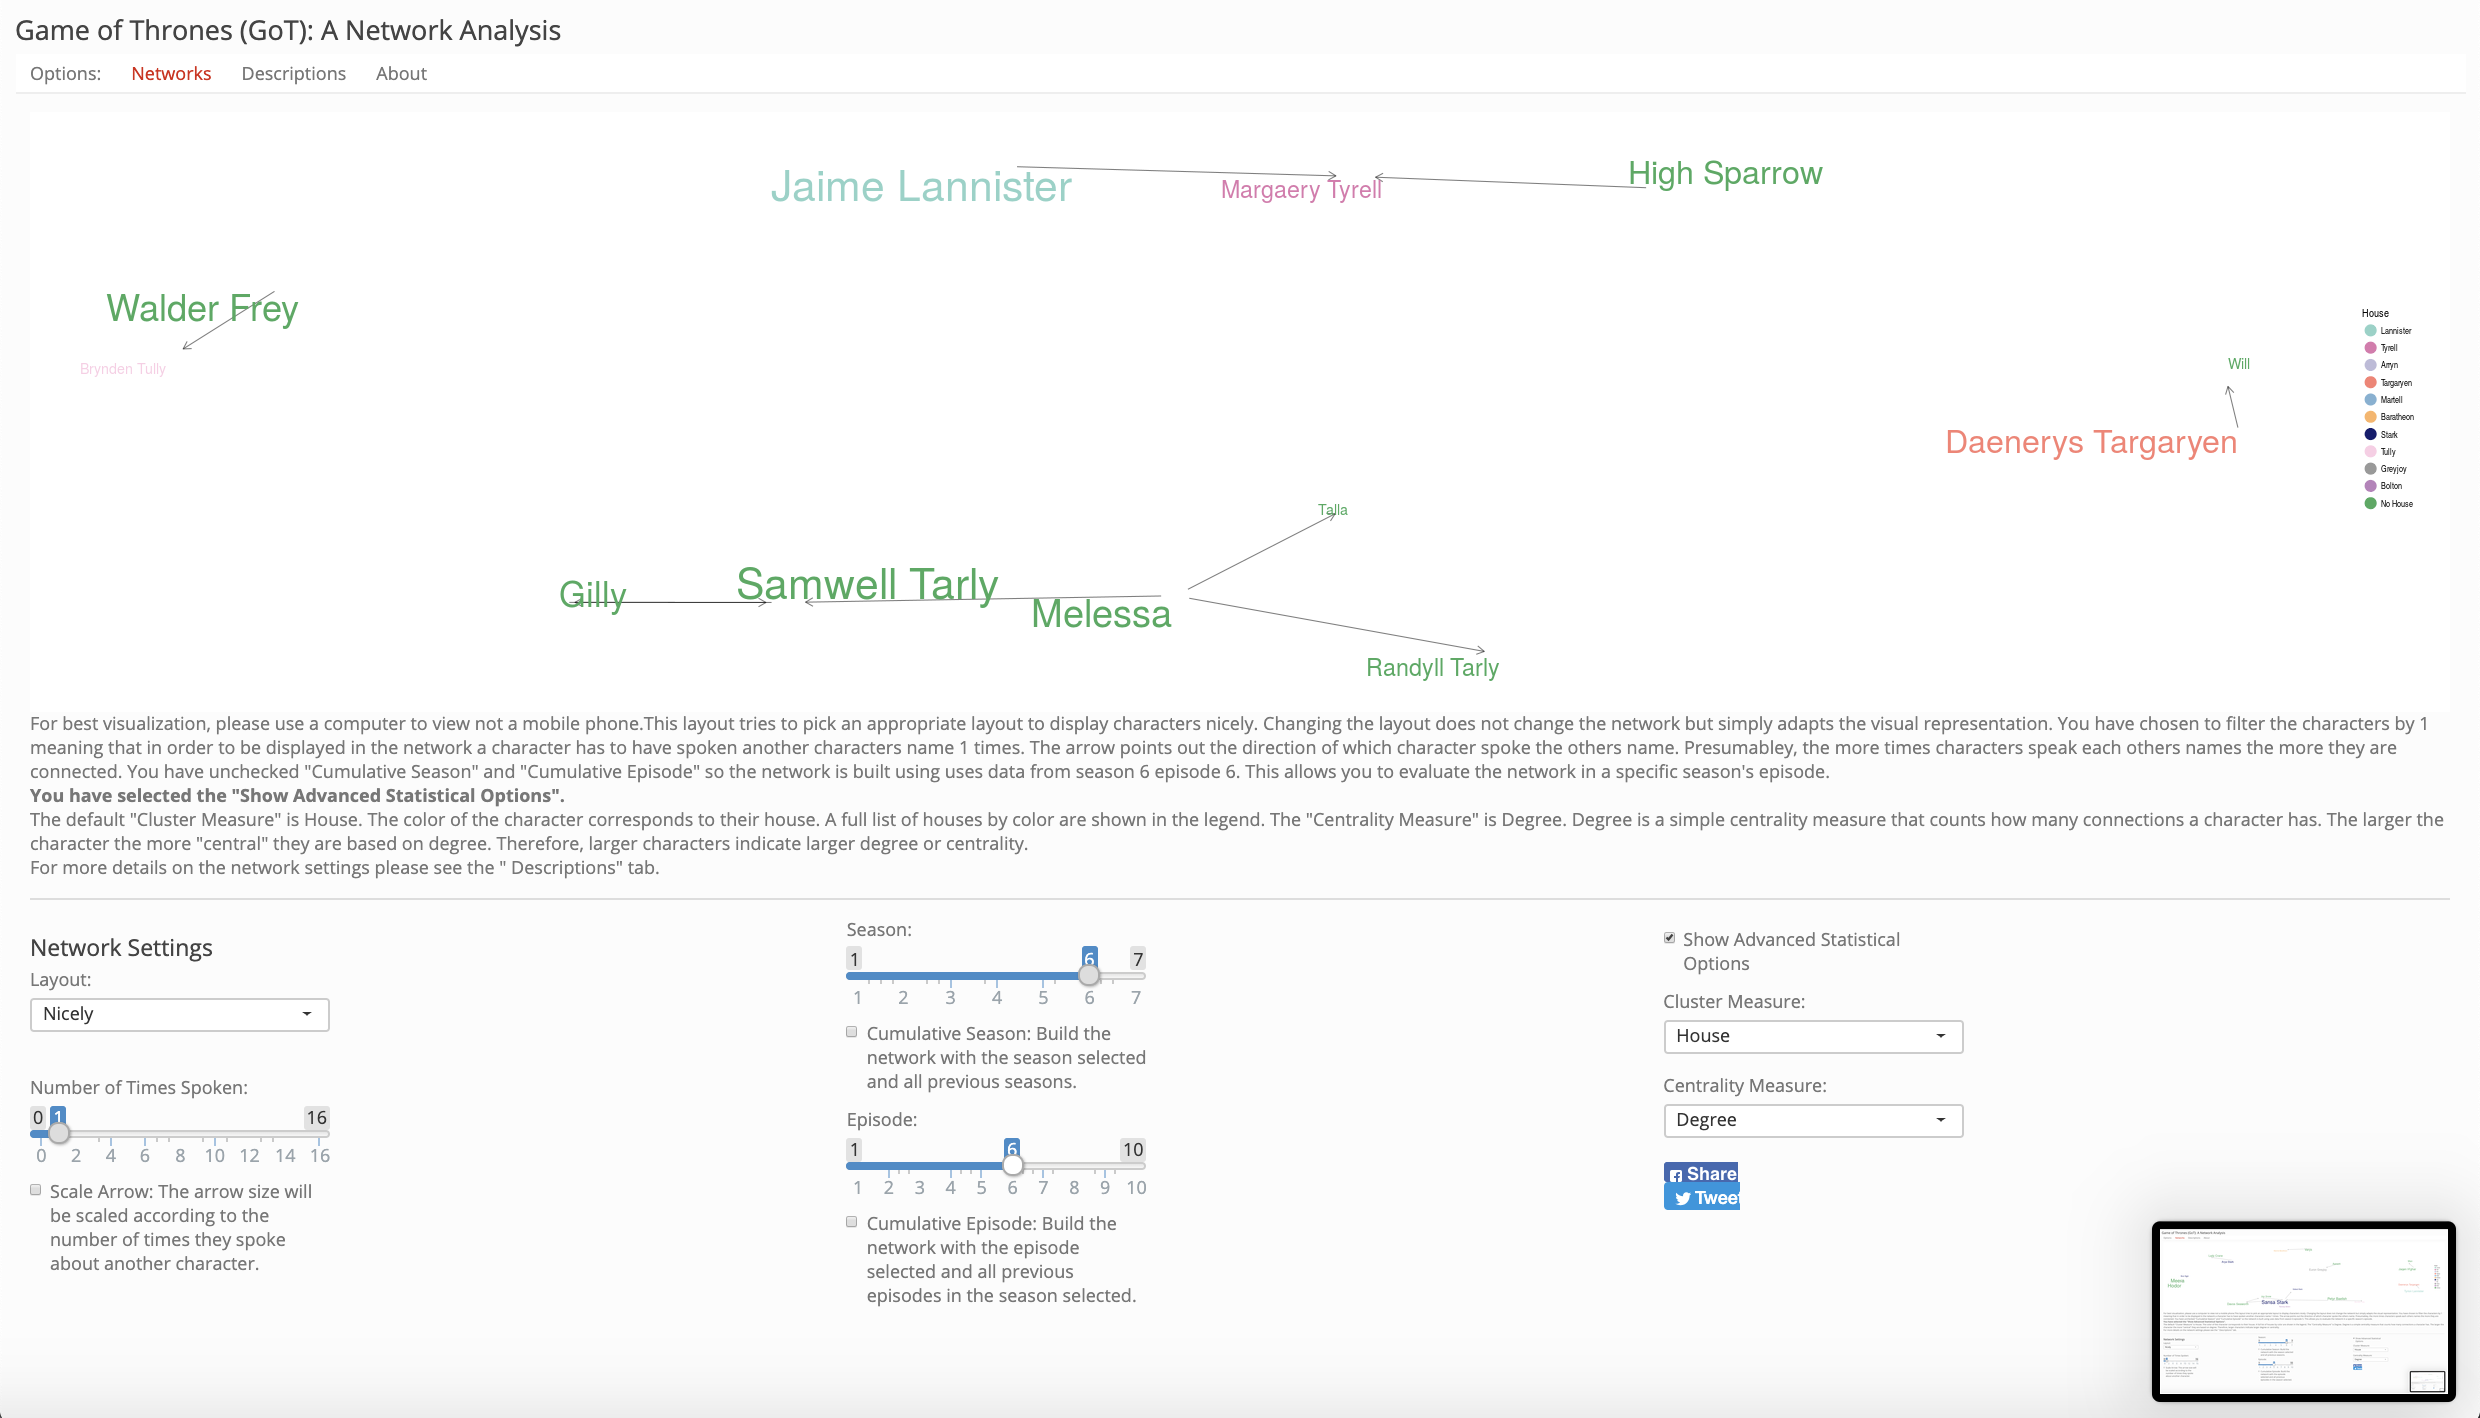 Game of Thrones (GoT): A Network Analysis
Options: Networks Descriptions About
Jaime Lannister
Margaery Tyrell
High Sparrow
Walder Frey
Brynden Tully
Will
Daenerys Targaryen
Talla
Gilly
Samwell Tarly
Melessa
Randyll Tarly
House
Lannister
Tyrell
Arryn
Targaryen
Martell
Baratheon
Stark
Tully
Greyjoy
Bolton
No House
For best visualization, please use a computer to view not a mobile phone.This layout tries to pick an appropriate layout to display characters nicely. Changing the layout does not change the network but simply adapts the visual representation. You have chosen to filter the characters by 1
meaning that in order to be displayed in the network a character has to have spoken another characters name 1 times. The arrow points out the direction of which character spoke the others name. Presumabley, the more times characters speak each others names the more they are
connected. You have unchecked "Cumulative Season" and "Cumulative Episode" so the network is built using uses data from season 6 episode 6. This allows you to evaluate the network in a specific season's episode.
You have selected the "Show Advanced Statistical Options".
The default "Cluster Measure" is House. The color of the character corresponds to their house. A full list of houses by color are shown in the legend. The "Centrality Measure" is Degree. Degree is a simple centrality measure that counts how many connections a character has. The larger the
character the more "central" they are based on degree. Therefore, larger characters indicate larger degree or centrality.
For more details on the network settings please see the " Descriptions" tab.
Network Settings
Layout:
Nicely
Number of Times Spoken:
0 1 16
0 2 4 6 8 10 12 14 16
Scale Arrow: The arrow size will
be scaled according to the
number of times they spoke
about another character.
Season:
1 6 7
1 2 3 4 5 6 7
Cumulative Season: Build the
network with the season selected
and all previous seasons.
Episode:
1 6 10
1 2 3 4 5 6 7 8 9 10
Cumulative Episode: Build the
network with the episode
selected and all previous
episodes in the season selected.
Show Advanced Statistical
Options
Cluster Measure:
House
Centrality Measure:
Degree
Share
Tweet
Sansa Stark